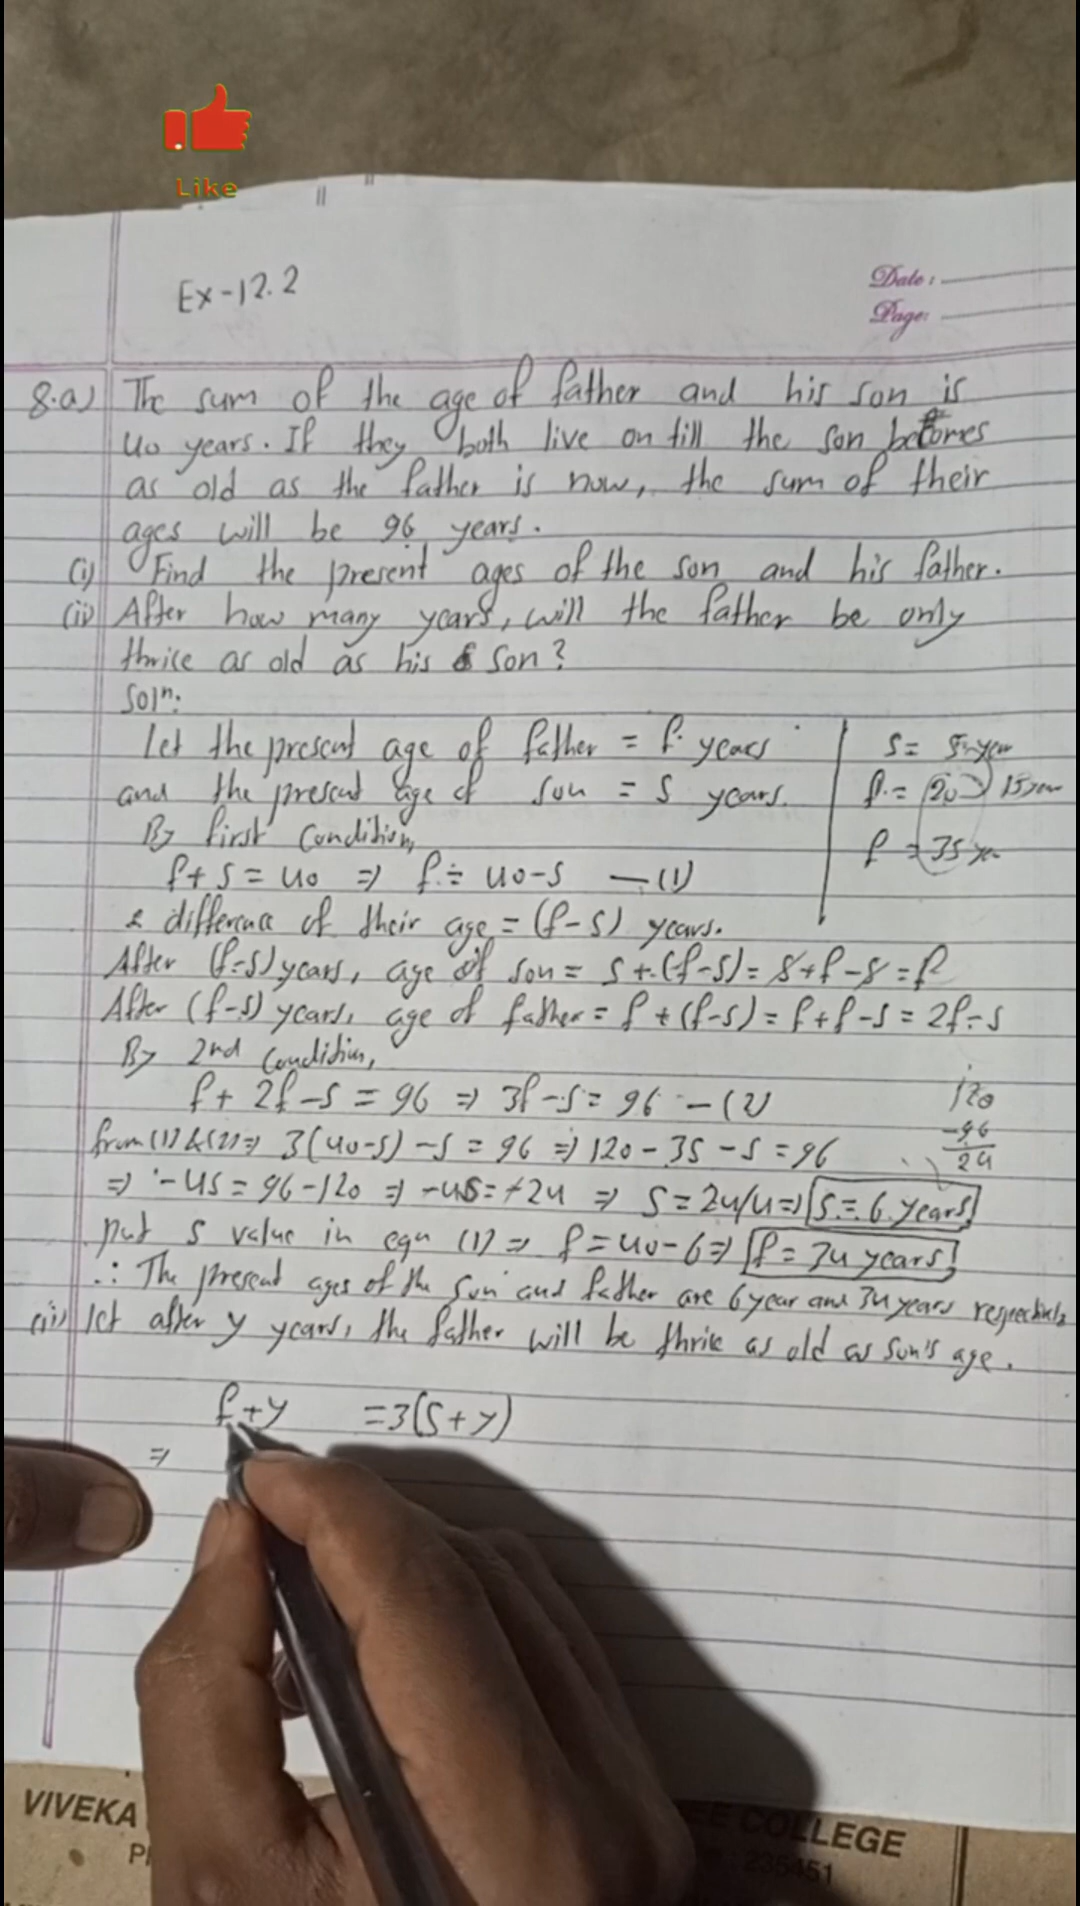 Like
Ex-12.2
Date:
Page:
8.a) The sum of the age of father and his son is
40 years. If they both live on till the son becomes
as old as the father is now, the sum of their
ages will be 96 years.
(i) Find the present ages of the son and his father.
(ii) After how many years, will the father be only
thrice as old as his son?
Soln:
Let the present age of father = f years
and the present age of son = s years.
s = 5 year
f = 20 15 year
f = 35 yr
By first condition,
f + s = 40 ⇒ f = 40-s —(1)
& difference of their age = (f-s) years.
After (f-s) years, age of son = s+(f-s) = s+f-s = f
After (f-s) years, age of father = f+(f-s) = f+f-s = 2f-s
By 2nd condition,
f + 2f-s = 96 ⇒ 3f-s = 96 -(2)
120
-96
24
from (1) & (2) ⇒ 3(40-s)-s = 96 ⇒ 120-3s-s = 96
⇒ -4s = 96-120 ⇒ -4s = -24 ⇒ s = 24/4 ⇒ s = 6 years
put s value in eqn (1) ⇒ f = 40-6 ⇒ f = 34 years
∴ The present ages of the son and father are 6 year and 34 years respectively
(ii) let after y years, the father will be thrice as old as son's age.
f+y = 3(s+y)
⇒
VIVEKA
EE COLLEGE
235451